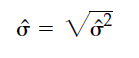 σ̂ = √σ̂²